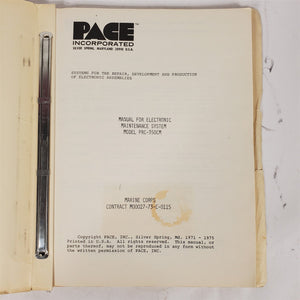 PACE
INCORPORATED
SILVER SPRING, MARYLAND 20910 U.S.A.
SYSTEMS FOR THE REPAIR, DEVELOPMENT AND PRODUCTION
OF ELECTRONIC ASSEMBLIES
MANUAL FOR ELECTRONIC
MAINTENANCE SYSTEM
MODEL PRC-750CM
MARINE CORPS
CONTRACT M00027-73-C-0115
Copyright PACE, INC., Silver Spring, Md. 1971 - 1975
Printed in U.S.A. All rights reserved. This manual, or
parts thereof, may not be reproduced in any form without
the written permission of PACE, INC.